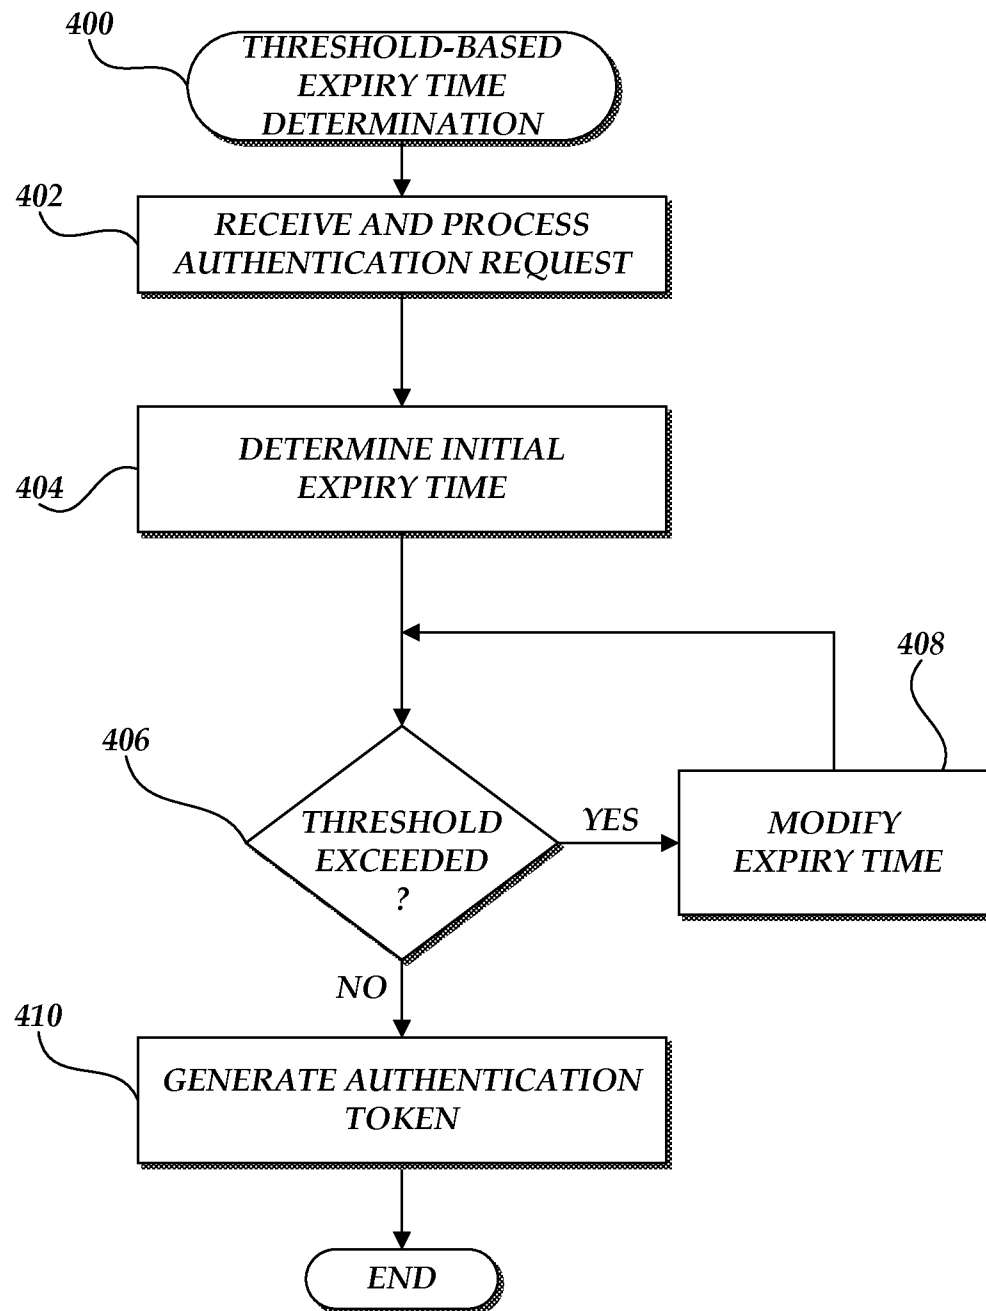 400
THRESHOLD-BASED
EXPIRY TIME
DETERMINATION
402
RECEIVE AND PROCESS
AUTHENTICATION REQUEST
404
DETERMINE INITIAL
EXPIRY TIME
408
406
THRESHOLD
EXCEEDED
?
YES
MODIFY
EXPIRY TIME
NO
410
GENERATE AUTHENTICATION
TOKEN
END